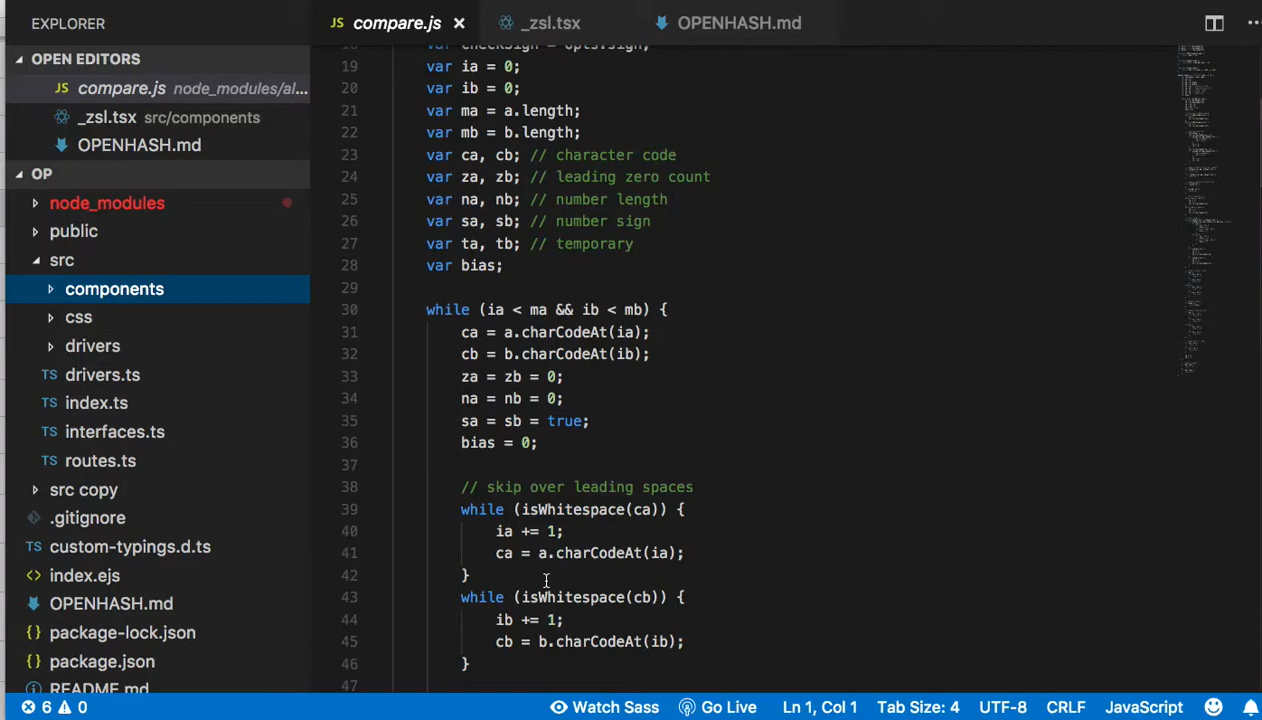 EXPLORER
OPEN EDITORS
JS compare.js node_modules/al...
_zsl.tsx src/components
OPENHASH.md
OP
node_modules
public
src
components
css
drivers
TS drivers.ts
TS index.ts
TS interfaces.ts
TS routes.ts
src copy
.gitignore
TS custom-typings.d.ts
<> index.ejs
OPENHASH.md
{} package-lock.json
{} package.json
README.md
JS compare.js × _zsl.tsx OPENHASH.md
18 var checkSign = opts.sign;
19 var ia = 0;
20 var ib = 0;
21 var ma = a.length;
22 var mb = b.length;
23 var ca, cb; // character code
24 var za, zb; // leading zero count
25 var na, nb; // number length
26 var sa, sb; // number sign
27 var ta, tb; // temporary
28 var bias;
29
30 while (ia < ma && ib < mb) {
31 ca = a.charCodeAt(ia);
32 cb = b.charCodeAt(ib);
33 za = zb = 0;
34 na = nb = 0;
35 sa = sb = true;
36 bias = 0;
37
38 // skip over leading spaces
39 while (isWhitespace(ca)) {
40 ia += 1;
41 ca = a.charCodeAt(ia);
42 }
43 while (isWhitespace(cb)) {
44 ib += 1;
45 cb = b.charCodeAt(ib);
46 }
47
6 0 Watch Sass Go Live Ln 1, Col 1 Tab Size: 4 UTF-8 CRLF JavaScript